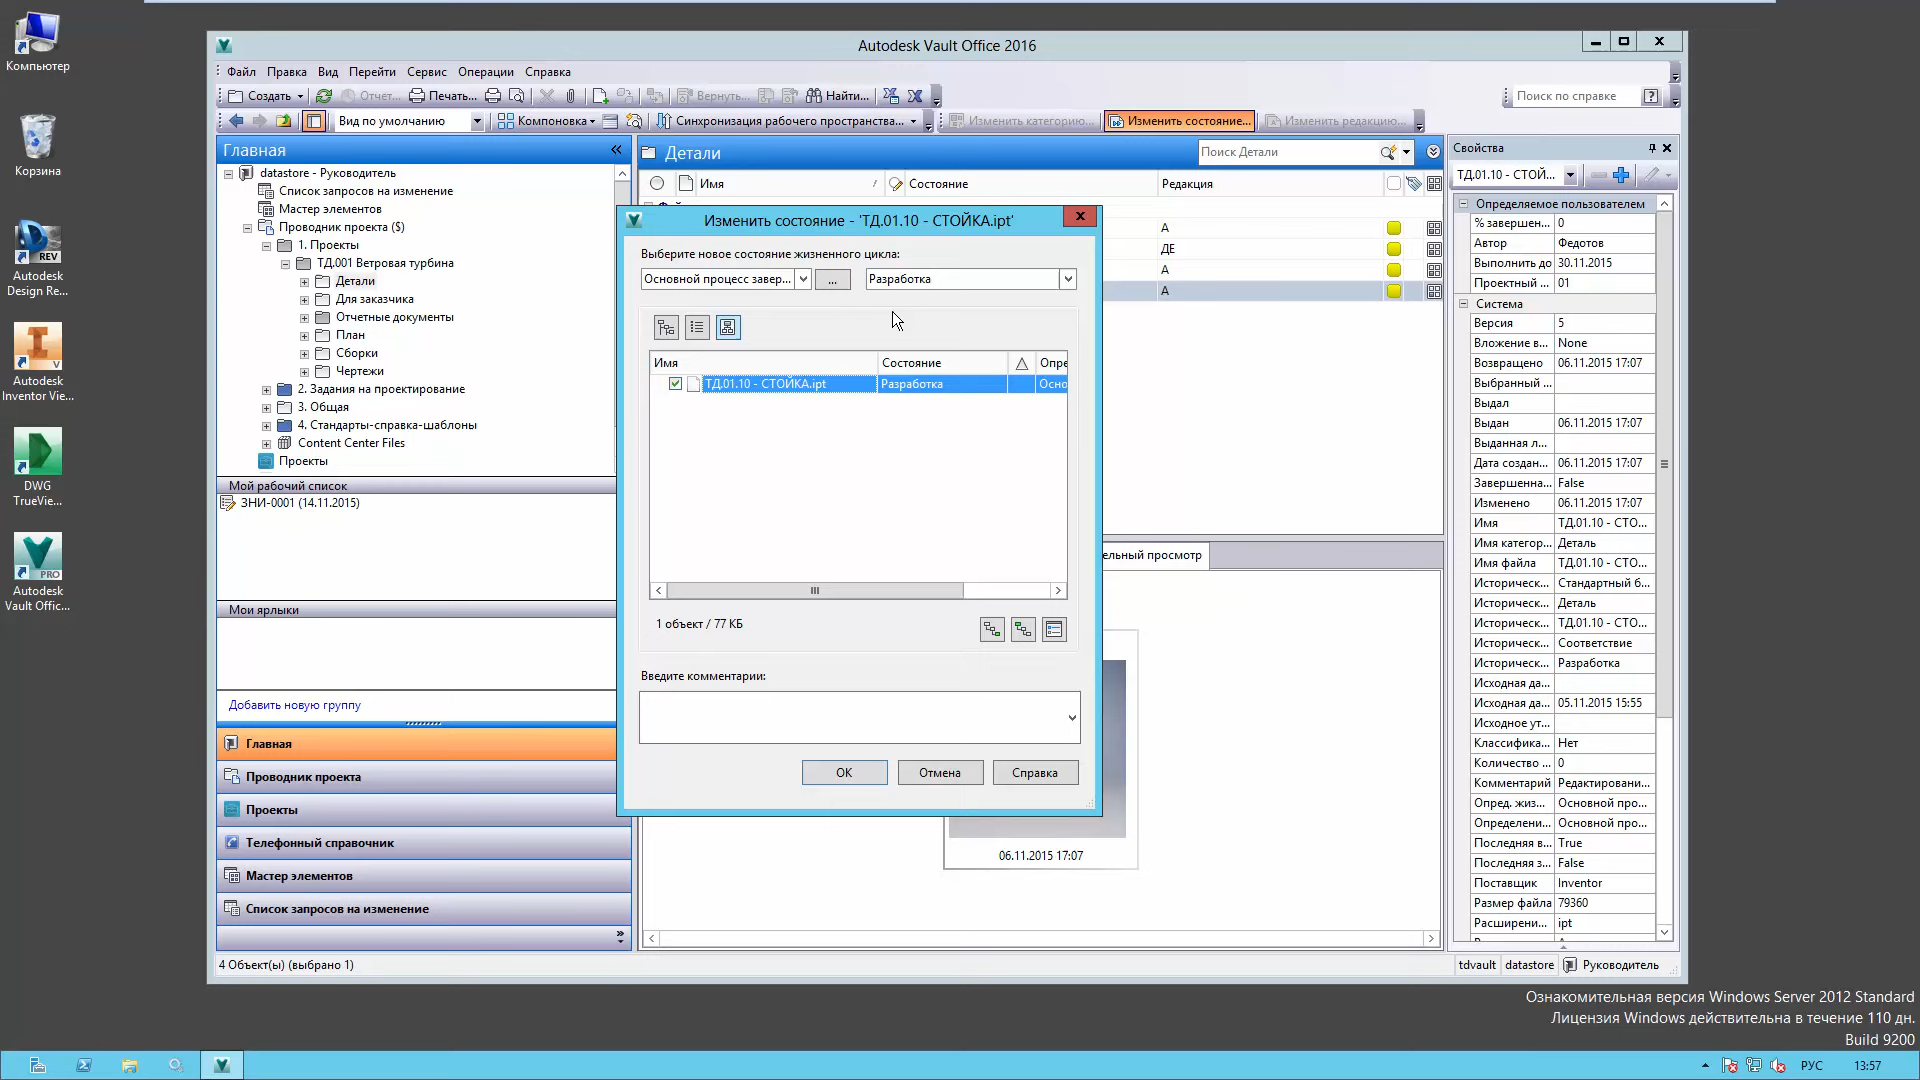 Компьютер
Корзина
Autodesk
Design Re...
Autodesk
Inventor Vie...
DWG
TrueVie...
Autodesk
Vault Offic...
Autodesk Vault Office 2016
Файл Правка Вид Перейти Сервис Операции Справка
Создать Отчет... Печать... Вернуть... Найти... Поиск по справке
Вид по умолчанию Компоновка Синхронизация рабочего пространства... Изменить категорию... Изменить состояние... Изменить редакцию...
Главная
datastore - Руководитель
Список запросов на изменение
Мастер элементов
Проводник проекта ($)
1. Проекты
ТД.001 Ветровая турбина
Детали
Для заказчика
Отчетные документы
План
Сборки
Чертежи
2. Задания на проектирование
3. Общая
4. Стандарты-справка-шаблоны
Content Center Files
Проекты
Мой рабочий список
ЗНИ-0001 (14.11.2015)
Мои ярлыки
Добавить новую группу
Главная
Проводник проекта
Проекты
Телефонный справочник
Мастер элементов
Список запросов на изменение
4 Объект(ы) (выбрано 1)
Детали
Поиск Детали
Имя Состояние Редакция
А
ДЕ
А
А
ельный просмотр
06.11.2015 17:07
Изменить состояние - 'ТД.01.10 - СТОЙКА.ipt'
Выберите новое состояние жизненного цикла:
Основной процесс завер... ... Разработка
Имя Состояние Опре
ТД.01.10 - СТОЙКА.ipt Разработка Осно
1 объект / 77 КБ
Введите комментарии:
ОК Отмена Справка
Свойства
ТД.01.10 - СТОЙ...
Определяемое пользователем
% завершен... 0
Автор Федотов
Выполнить до 30.11.2015
Проектный ... 01
Система
Версия 5
Вложение в... None
Возвращено 06.11.2015 17:07
Выбранный ...
Выдал
Выдан 06.11.2015 17:07
Выданная л...
Дата создан... 06.11.2015 17:07
Завершенна... False
Изменено 06.11.2015 17:07
Имя ТД.01.10 - СТО...
Имя категор... Деталь
Имя файла ТД.01.10 - СТО...
Историческ... Стандартный б...
Историческ... Деталь
Историческ... ТД.01.10 - СТО...
Историческ... Соответствие
Историческ... Разработка
Исходная да...
Исходная да... 05.11.2015 15:55
Исходное ут...
Классифика... Нет
Количество ... 0
Комментарий Редактировани...
Опред. жиз... Основной про...
Определени... Основной про...
Последняя в... True
Последняя з... False
Поставщик Inventor
Размер файла 79360
Расширени... ipt
tdvault datastore Руководитель
Ознакомительная версия Windows Server 2012 Standard
Лицензия Windows действительна в течение 110 дн.
Build 9200
РУС 13:57